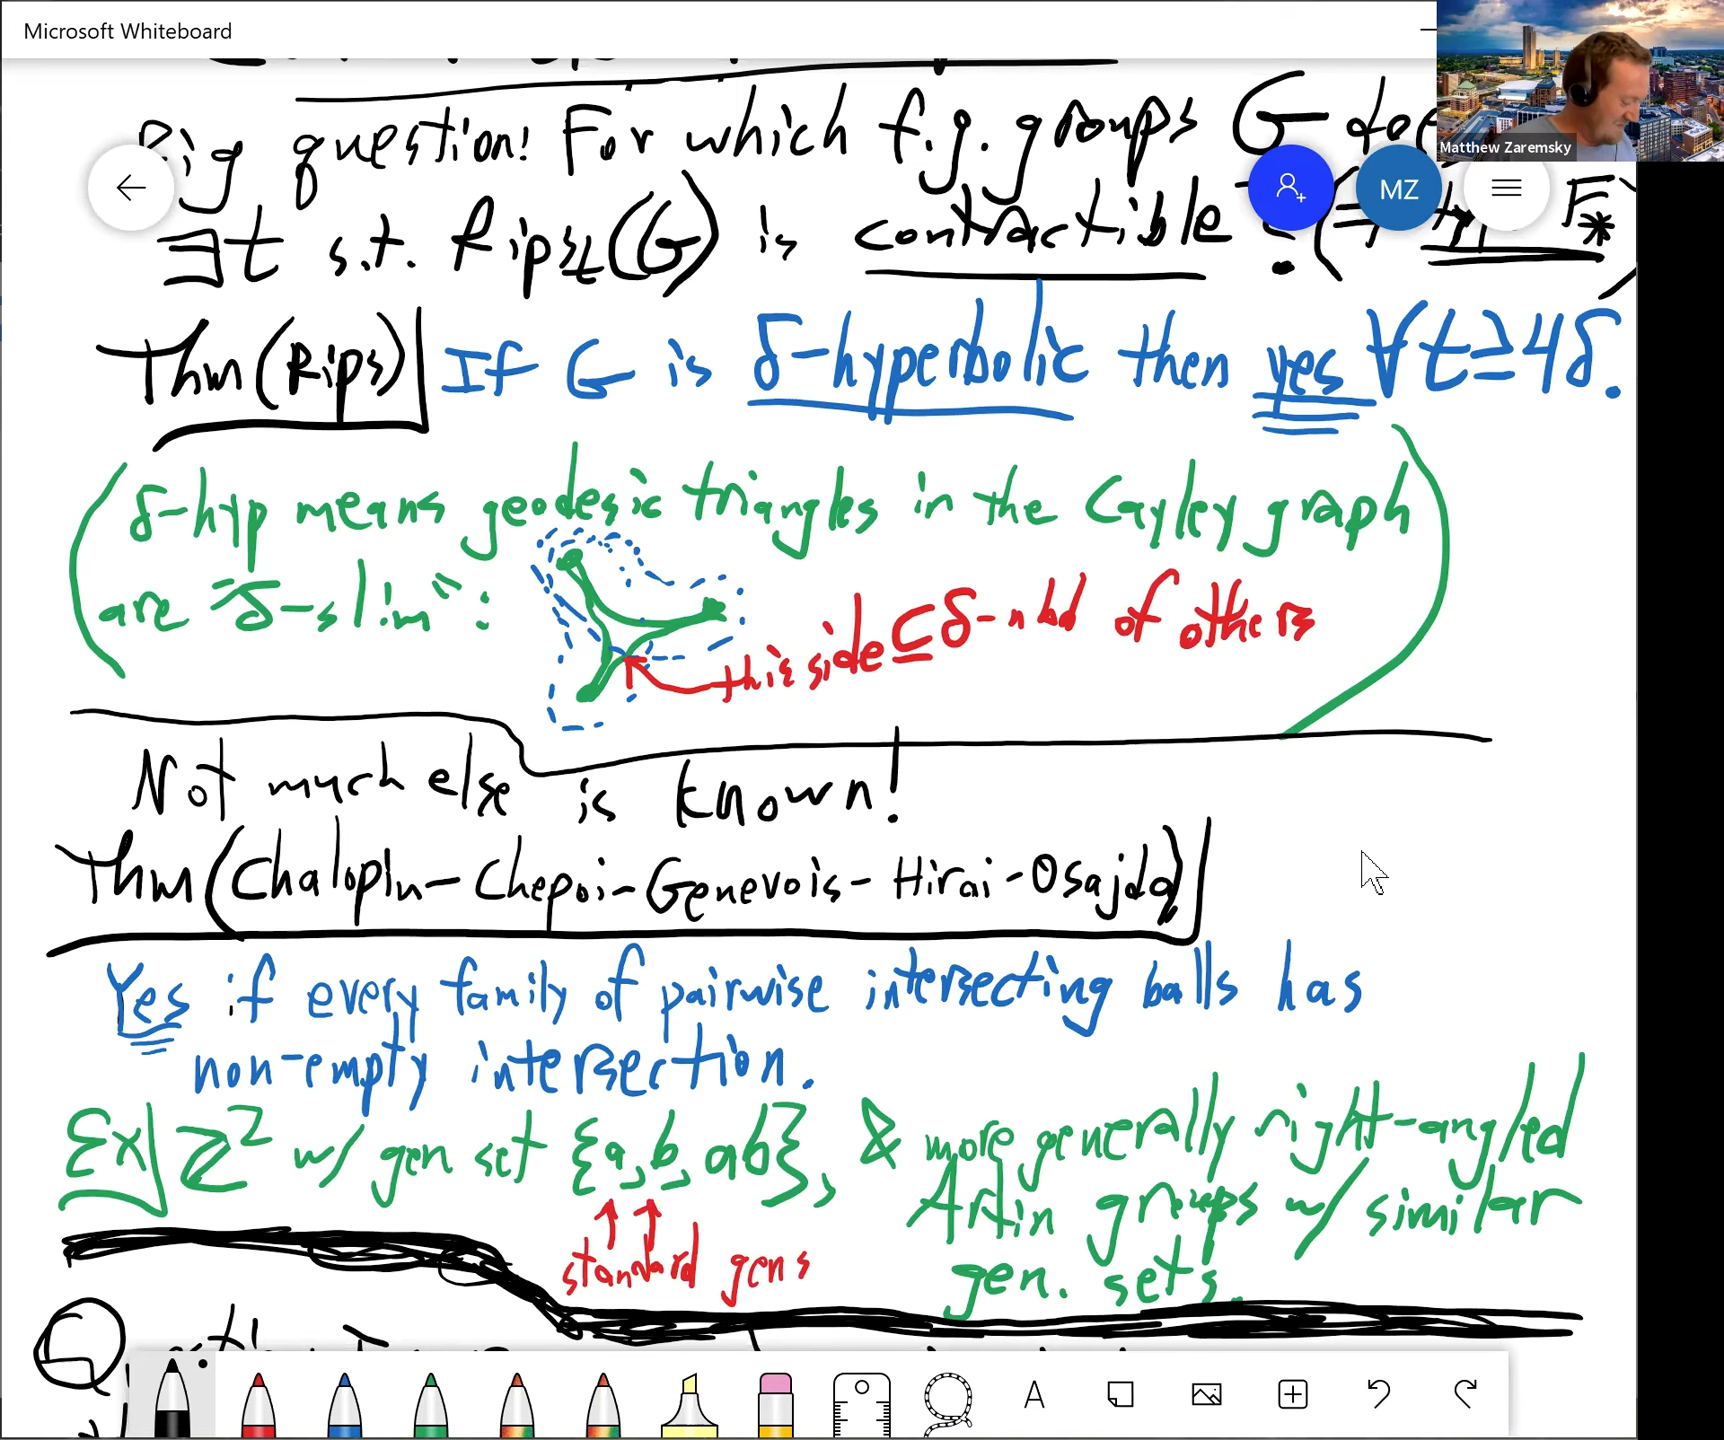 Microsoft Whiteboard
Matthew Zaremsky
MZ
Big question! For which f.g. groups G
∃t s.t. Rips_t(G) is contractible ? (⇒ F_*)
Thm (Rips) If G is δ-hyperbolic then yes ∀t≥4δ.
(δ-hyp means geodesic triangles in the Cayley graph
are "δ-slim": )
this side ⊆ δ-nbd of others
Not much else is known!
Thm (Chalopin-Chepoi-Genevois-Hirai-Osajda)
Yes if every family of pairwise intersecting balls has
non-empty intersection.
Ex] ℤ² w/ gen set {a, b, ab}, & more generally right-angled
Artin groups w/ similar
gen. sets.
standard gens
A